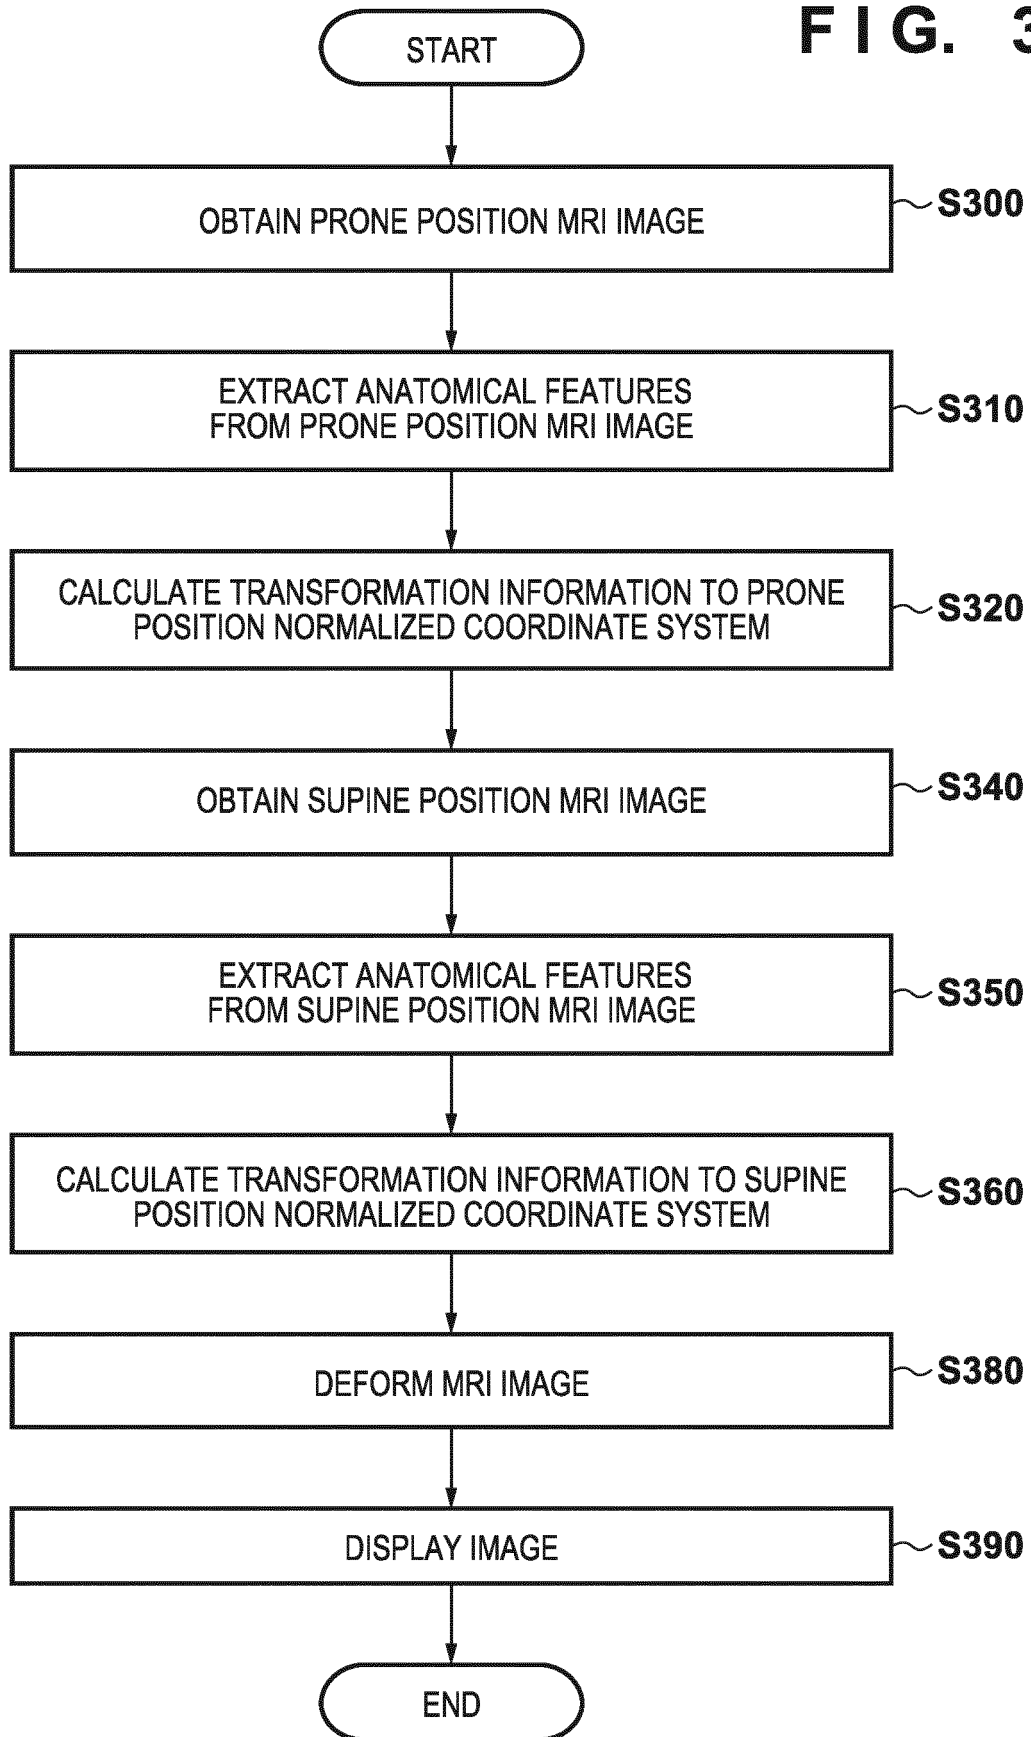 FIG. 3
START
OBTAIN PRONE POSITION MRI IMAGE
S300
EXTRACT ANATOMICAL FEATURES
FROM PRONE POSITION MRI IMAGE
S310
CALCULATE TRANSFORMATION INFORMATION TO PRONE
POSITION NORMALIZED COORDINATE SYSTEM
S320
OBTAIN SUPINE POSITION MRI IMAGE
S340
EXTRACT ANATOMICAL FEATURES
FROM SUPINE POSITION MRI IMAGE
S350
CALCULATE TRANSFORMATION INFORMATION TO SUPINE
POSITION NORMALIZED COORDINATE SYSTEM
S360
DEFORM MRI IMAGE
S380
DISPLAY IMAGE
S390
END